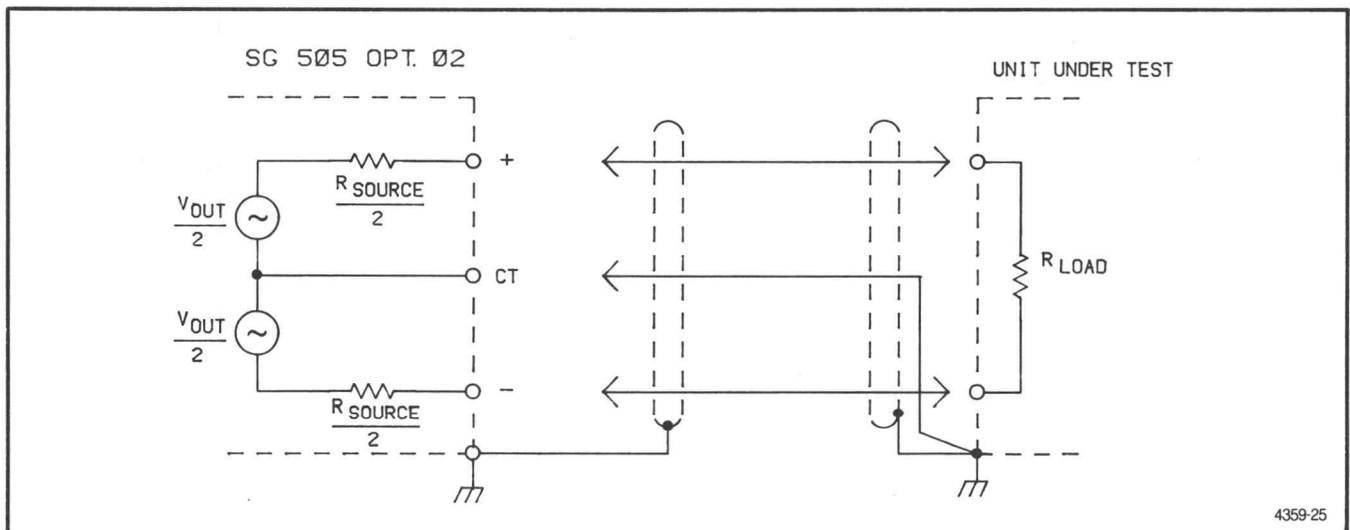 SG 505 OPT. 02
UNIT UNDER TEST
+
R SOURCE
2
V OUT
2
~
CT
R LOAD
V OUT
2
~
-
R SOURCE
2
4359-25